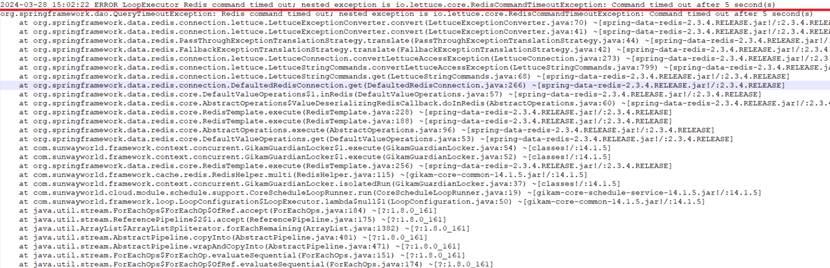 2024-03-28 15:02:22 ERROR LoopExecutor Redis command timed out; nested exception is io.lettuce.core.RedisCommandTimeoutException: Command timed out after 5 second(s)
org.springframework.dao.QueryTimeoutException: Redis command timed out; nested exception is io.lettuce.core.RedisCommandTimeoutException: Command timed out after 5 second(s)
at org.springframework.data.redis.connection.lettuce.LettuceExceptionConverter.convert(LettuceExceptionConverter.java:70) ~[spring-data-redis-2.3.4.RELEASE.jar!/:2.3.4.RELEASE]
at org.springframework.data.redis.connection.lettuce.LettuceExceptionConverter.convert(LettuceExceptionConverter.java:41) ~[spring-data-redis-2.3.4.RELEASE.jar!/:2.3.4.RELEASE]
at org.springframework.data.redis.PassThroughExceptionTranslationStrategy.translate(PassThroughExceptionTranslationStrategy.java:44) ~[spring-data-redis-2.3.4.RELEASE.jar!/:2.3.4.RELEASE]
at org.springframework.data.redis.FallbackExceptionTranslationStrategy.translate(FallbackExceptionTranslationStrategy.java:42) ~[spring-data-redis-2.3.4.RELEASE.jar!/:2.3.4.RELEASE]
at org.springframework.data.redis.connection.lettuce.LettuceConnection.convertLettuceAccessException(LettuceConnection.java:273) ~[spring-data-redis-2.3.4.RELEASE.jar!/:2.3.4.RELEASE]
at org.springframework.data.redis.connection.lettuce.LettuceStringCommands.convertLettuceAccessException(LettuceStringCommands.java:799) ~[spring-data-redis-2.3.4.RELEASE.jar!/:2.3.4.RELEASE]
at org.springframework.data.redis.connection.lettuce.LettuceStringCommands.get(LettuceStringCommands.java:68) ~[spring-data-redis-2.3.4.RELEASE.jar!/:2.3.4.RELEASE]
at org.springframework.data.redis.connection.DefaultedRedisConnection.get(DefaultedRedisConnection.java:266) ~[spring-data-redis-2.3.4.RELEASE.jar!/:2.3.4.RELEASE]
at org.springframework.data.redis.core.DefaultValueOperations$1.inRedis(DefaultValueOperations.java:57) ~[spring-data-redis-2.3.4.RELEASE.jar!/:2.3.4.RELEASE]
at org.springframework.data.redis.core.AbstractOperations$ValueDeserializingRedisCallback.doInRedis(AbstractOperations.java:60) ~[spring-data-redis-2.3.4.RELEASE.jar!/:2.3.4.RELEASE]
at org.springframework.data.redis.core.RedisTemplate.execute(RedisTemplate.java:228) ~[spring-data-redis-2.3.4.RELEASE.jar!/:2.3.4.RELEASE]
at org.springframework.data.redis.core.RedisTemplate.execute(RedisTemplate.java:188) ~[spring-data-redis-2.3.4.RELEASE.jar!/:2.3.4.RELEASE]
at org.springframework.data.redis.core.AbstractOperations.execute(AbstractOperations.java:96) ~[spring-data-redis-2.3.4.RELEASE.jar!/:2.3.4.RELEASE]
at org.springframework.data.redis.core.DefaultValueOperations.get(DefaultValueOperations.java:53) ~[spring-data-redis-2.3.4.RELEASE.jar!/:2.3.4.RELEASE]
at com.sunwayworld.framework.context.concurrent.GikamGuardianLocker$1.execute(GikamGuardianLocker.java:54) ~[classes!/:14.1.5]
at com.sunwayworld.framework.context.concurrent.GikamGuardianLocker$1.execute(GikamGuardianLocker.java:52) ~[classes!/:14.1.5]
at org.springframework.data.redis.core.RedisTemplate.execute(RedisTemplate.java:256) ~[spring-data-redis-2.3.4.RELEASE.jar!/:2.3.4.RELEASE]
at com.sunwayworld.framework.cache.redis.RedisHelper.multi(RedisHelper.java:115) ~[gikam-core-common-14.1.5.jar!/:14.1.5]
at com.sunwayworld.framework.context.concurrent.GikamGuardianLocker.isolatedRun(GikamGuardianLocker.java:37) ~[classes!/:14.1.5]
at com.sunwayworld.cloud.module.schedule.support.CoreScheduleLoopRunner.run(CoreScheduleLoopRunner.java:19) ~[gikam-core-schedule-service-14.1.5.jar!/:14.1.5]
at com.sunwayworld.framework.loop.LoopConfiguration$LoopExecutor.lambda$null$1(LoopConfiguration.java:50) ~[gikam-core-common-14.1.5.jar!/:14.1.5]
at java.util.stream.ForEachOps$ForEachOp$OfRef.accept(ForEachOps.java:184) ~[?:1.8.0_161]
at java.util.stream.ReferencePipeline$2$1.accept(ReferencePipeline.java:175) ~[?:1.8.0_161]
at java.util.ArrayList$ArrayListSpliterator.forEachRemaining(ArrayList.java:1382) ~[?:1.8.0_161]
at java.util.stream.AbstractPipeline.copyInto(AbstractPipeline.java:481) ~[?:1.8.0_161]
at java.util.stream.AbstractPipeline.wrapAndCopyInto(AbstractPipeline.java:471) ~[?:1.8.0_161]
at java.util.stream.ForEachOps$ForEachOp.evaluateSequential(ForEachOps.java:151) ~[?:1.8.0_161]
at java.util.stream.ForEachOps$ForEachOp$OfRef.evaluateSequential(ForEachOps.java:174) ~[?:1.8.0_161]